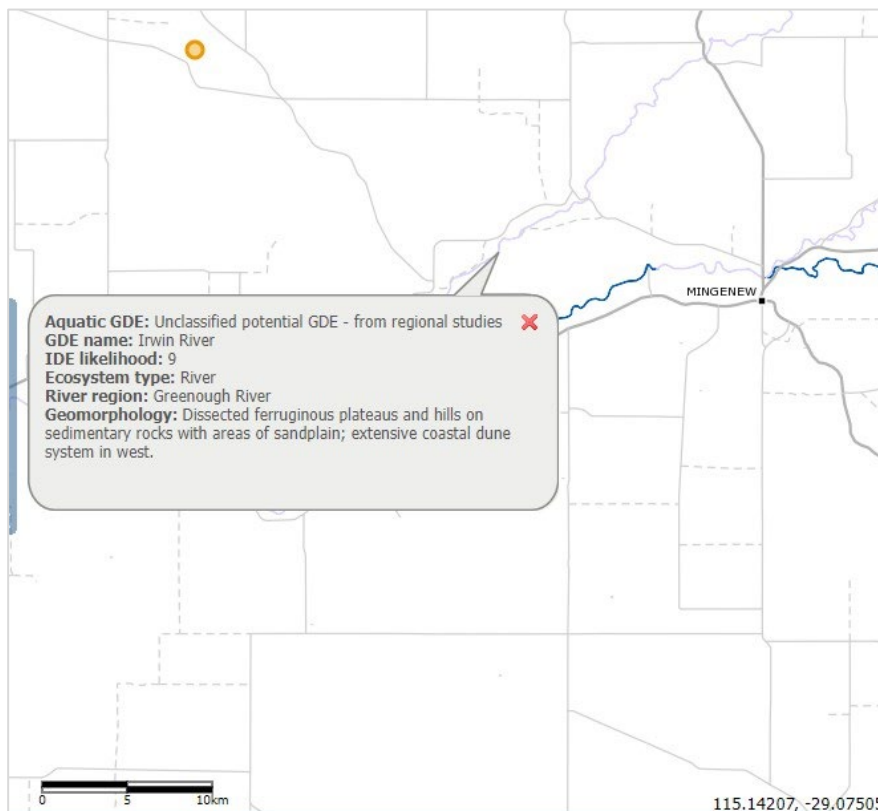 MINGENEW
Aquatic GDE: Unclassified potential GDE - from regional studies
GDE name: Irwin River
IDE likelihood: 9
Ecosystem type: River
River region: Greenough River
Geomorphology: Dissected ferruginous plateaus and hills on
sedimentary rocks with areas of sandplain; extensive coastal dune
system in west.
0 5 10km
115.14207, -29.07505